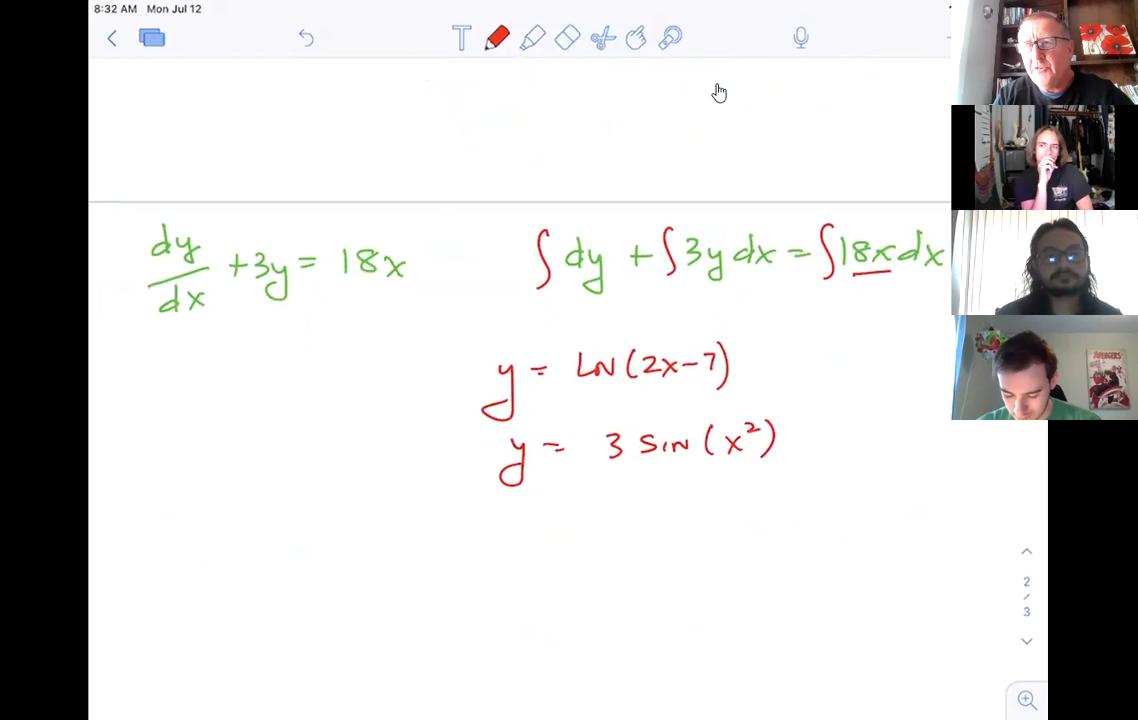 8:32 AM Mon Jul 12
T
dy/dx + 3y = 18x
∫ dy + ∫ 3y dx = ∫ 18x dx
y = LN (2x - 7)
y = 3 SIN (x²)
2
/
3
AVENGERS